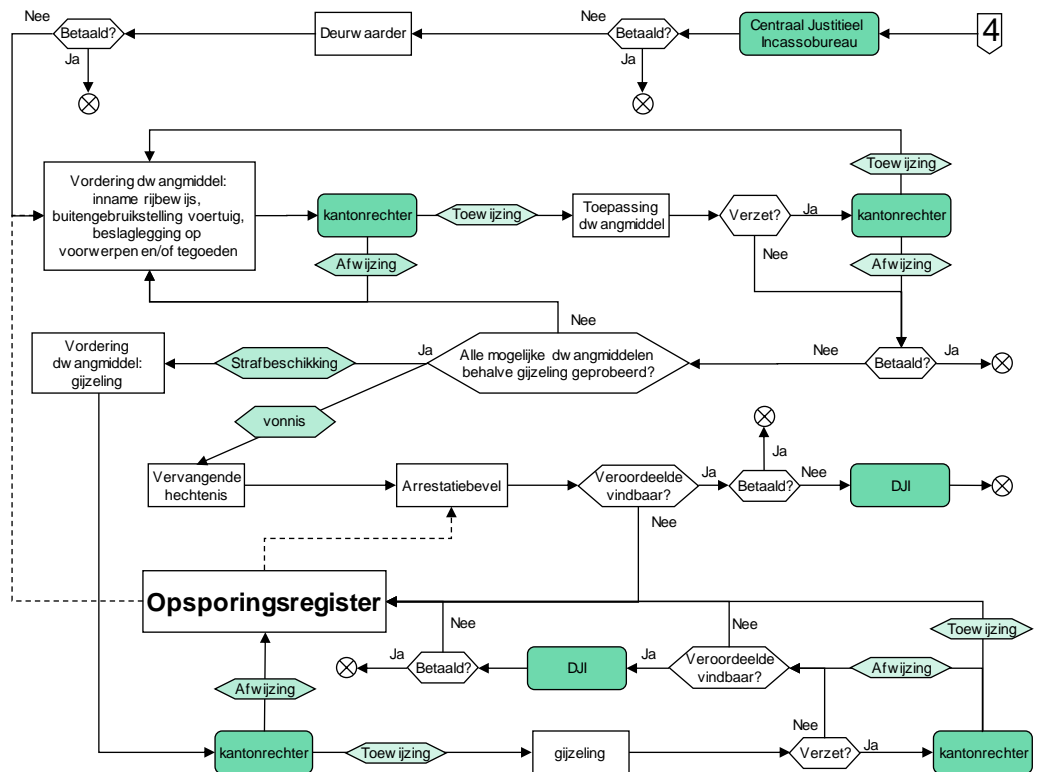 Nee
Betaald?
Ja
Deurwaarder
Nee
Betaald?
Ja
Centraal Justitieel
Incassobureau
4
Vordering dwangmiddel:
inname rijbewijs,
buitengebruikstelling voertuig,
beslaglegging op
voorwerpen en/of tegoeden
kantonrechter
Toewijzing
Afwijzing
Toepassing
dwangmiddel
Verzet?
Ja
Nee
Toewijzing
kantonrechter
Afwijzing
Vordering
dwangmiddel:
gijzeling
Strafbeschikking
Ja
Nee
Alle mogelijke dwangmiddelen
behalve gijzeling geprobeerd?
Nee
Betaald?
Ja
vonnis
Vervangende
hechtenis
Arrestatiebevel
Veroordeelde
vindbaar?
Ja
Nee
Ja
Betaald?
Nee
DJI
Opsporingsregister
Nee
Nee
Toewijzing
Ja
Betaald?
DJI
Ja
Veroordeelde
vindbaar?
Afwijzing
Afwijzing
kantonrechter
Toewijzing
gijzeling
Nee
Verzet?
Ja
kantonrechter